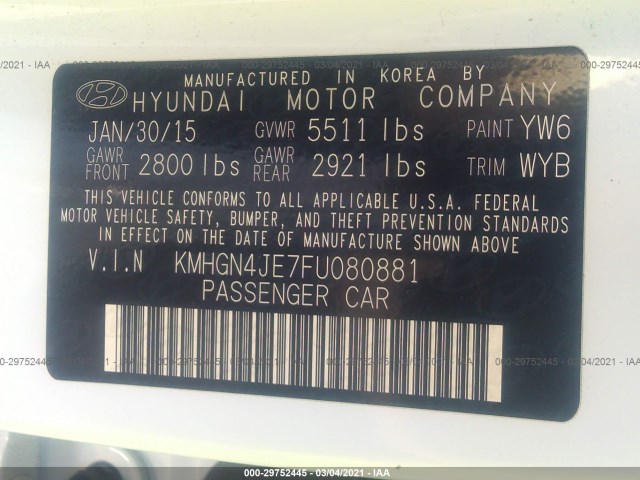 MANUFACTURED IN KOREA BY
HYUNDAI MOTOR COMPANY
JAN/30/15 GVWR 5511 lbs PAINT YW6
GAWR FRONT 2800 lbs GAWR REAR 2921 lbs TRIM WYB
THIS VEHICLE CONFORMS TO ALL APPLICABLE U.S.A. FEDERAL
MOTOR VEHICLE SAFETY, BUMPER, AND THEFT PREVENTION STANDARDS
IN EFFECT ON THE DATE OF MANUFACTURE SHOWN ABOVE
V.I.N KMHGN4JE7FU080881
PASSENGER CAR
000-29752445 - 03/04/2021 - IAA